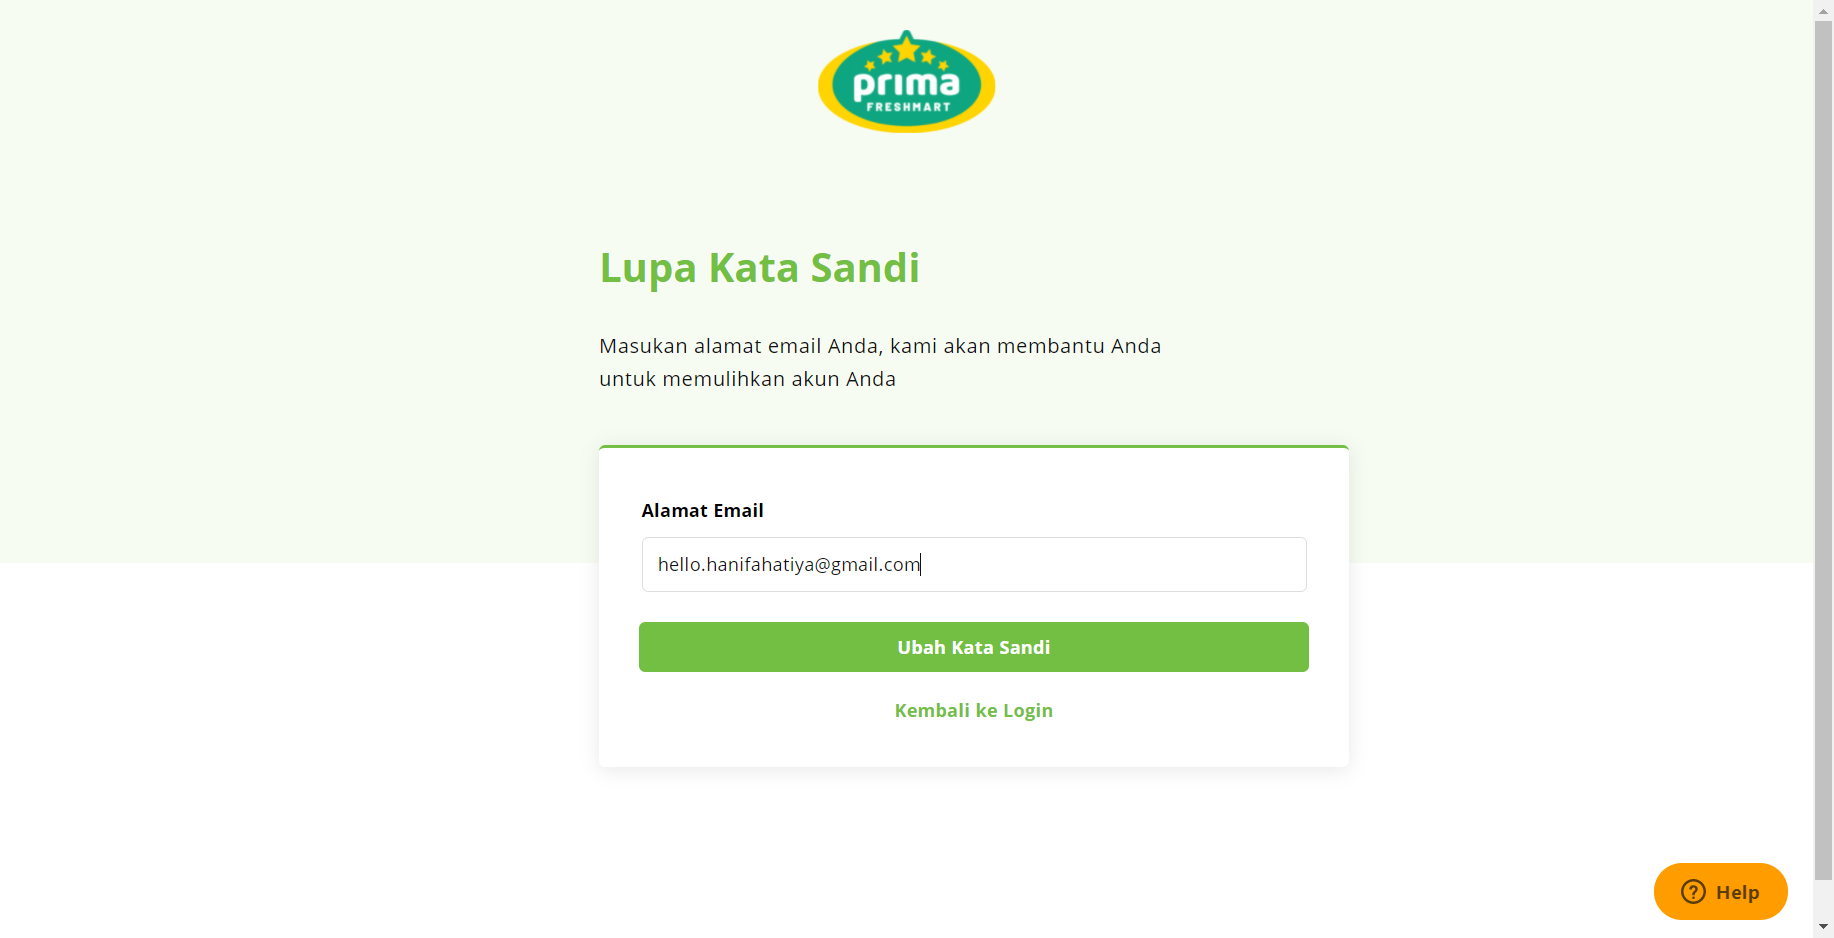 prima
FRESHMART
Lupa Kata Sandi
Masukan alamat email Anda, kami akan membantu Anda
untuk memulihkan akun Anda
Alamat Email
hello.hanifahatiya@gmail.com
Ubah Kata Sandi
Kembali ke Login
? Help